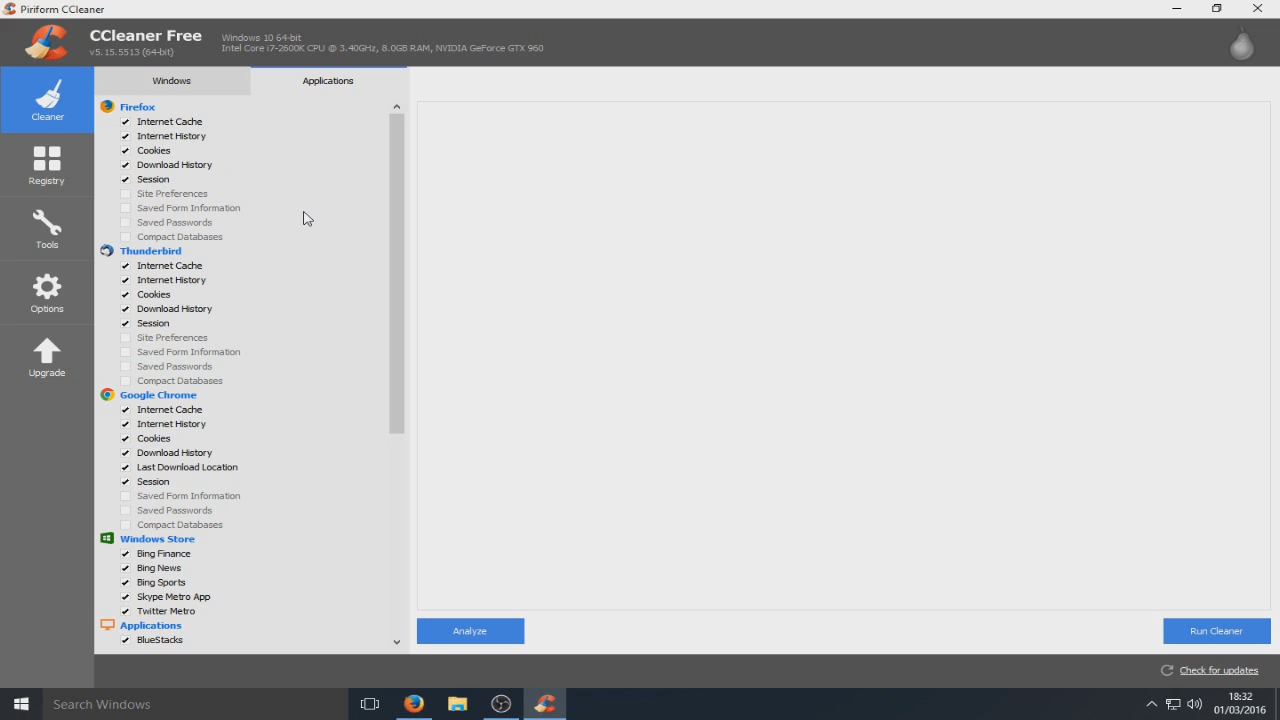 Piriform CCleaner
CCleaner Free
v5.15.5513 (64-bit)
Windows 10 64-bit
Intel Core i7-2600K CPU @ 3.40GHz, 8.0GB RAM, NVIDIA GeForce GTX 960
Cleaner
Registry
Tools
Options
Upgrade
Windows
Applications
Firefox
Internet Cache
Internet History
Cookies
Download History
Session
Site Preferences
Saved Form Information
Saved Passwords
Compact Databases
Thunderbird
Internet Cache
Internet History
Cookies
Download History
Session
Site Preferences
Saved Form Information
Saved Passwords
Compact Databases
Google Chrome
Internet Cache
Internet History
Cookies
Download History
Last Download Location
Session
Saved Form Information
Saved Passwords
Compact Databases
Windows Store
Bing Finance
Bing News
Bing Sports
Skype Metro App
Twitter Metro
Applications
BlueStacks
Analyze
Run Cleaner
Check for updates
Search Windows
18:32
01/03/2016